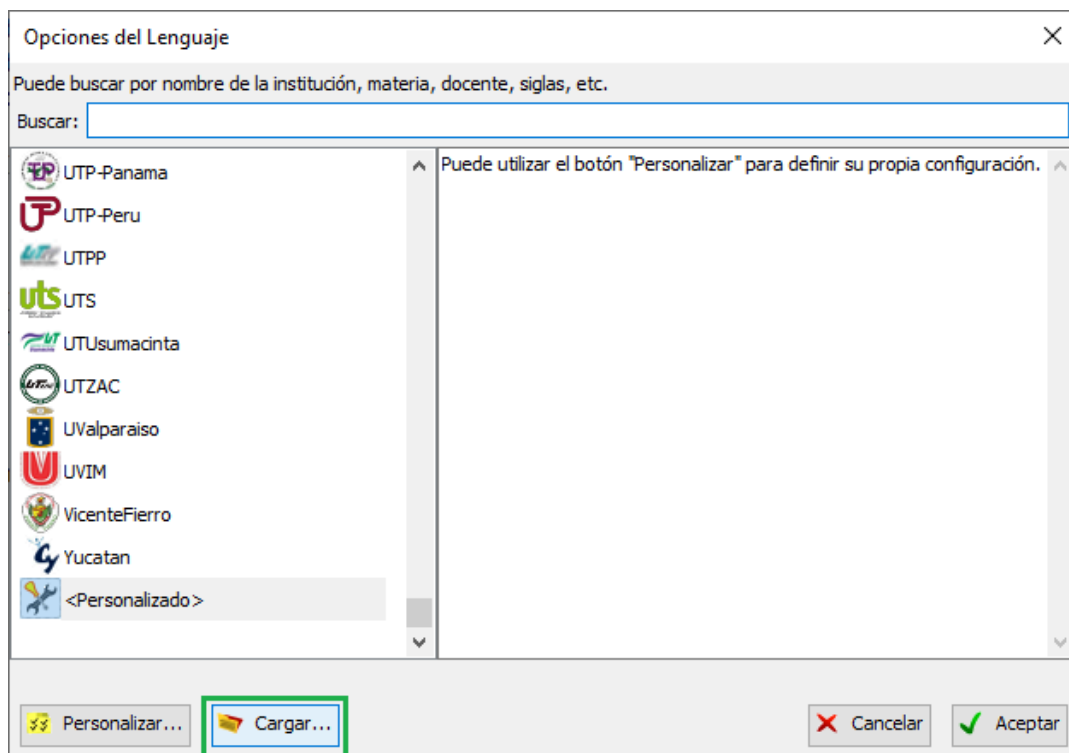 Opciones del Lenguaje
Puede buscar por nombre de la institución, materia, docente, siglas, etc.
Buscar:
UTP-Panama
UTP-Peru
UTPP
uts UTS
UTUsumacinta
UTZAC
UValparaiso
UVIM
VicenteFierro
Yucatan
<Personalizado>
Puede utilizar el botón "Personalizar" para definir su propia configuración.
Personalizar...
Cargar...
Cancelar
Aceptar